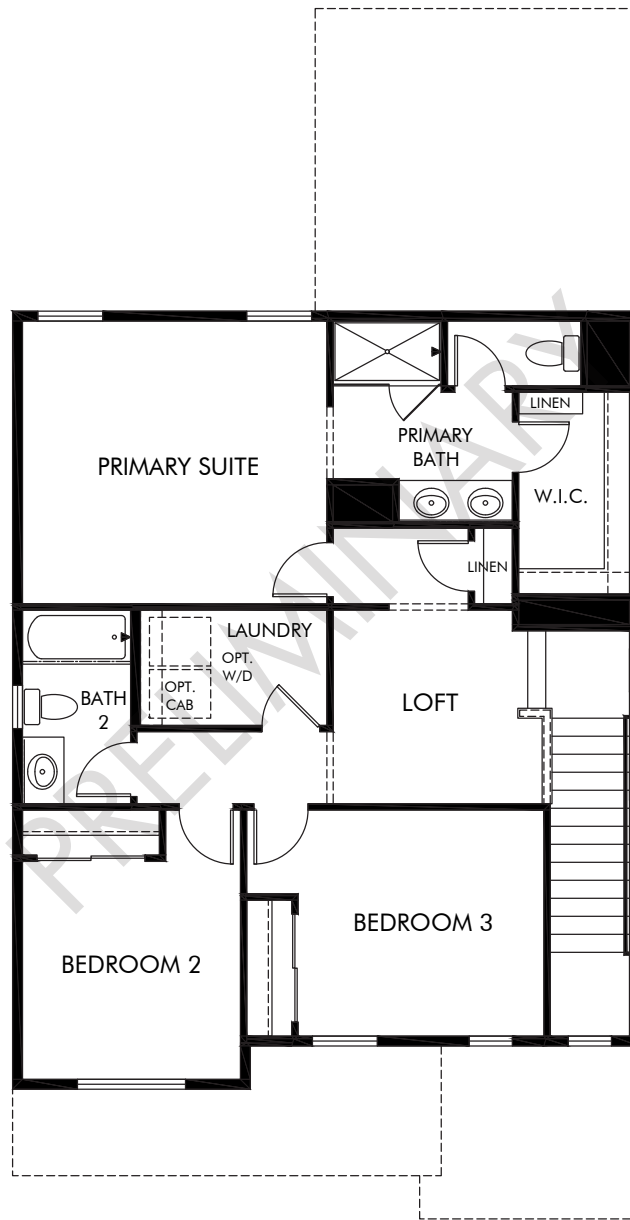 LINEN
PRIMARY
BATH
PRIMARY SUITE
W.I.C.
LINEN
LAUNDRY
OPT.
W/D
OPT.
CAB
BATH
2
LOFT
BEDROOM 3
BEDROOM 2
PRELIMINARY